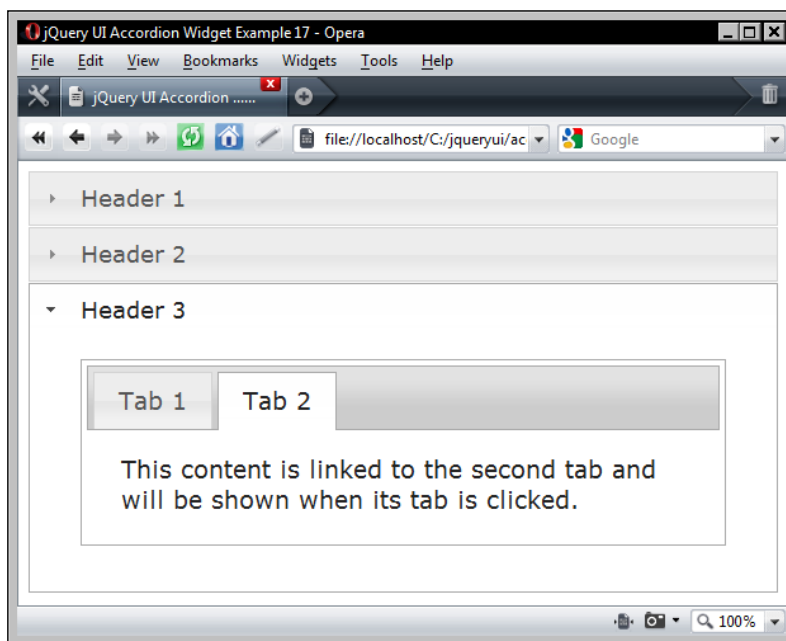 jQuery UI Accordion Widget Example 17 - Opera
File Edit View Bookmarks Widgets Tools Help
jQuery UI Accordion ......
file://localhost/C:/jqueryui/ac
Google
Header 1
Header 2
Header 3
Tab 1 Tab 2
This content is linked to the second tab and
will be shown when its tab is clicked.
100%